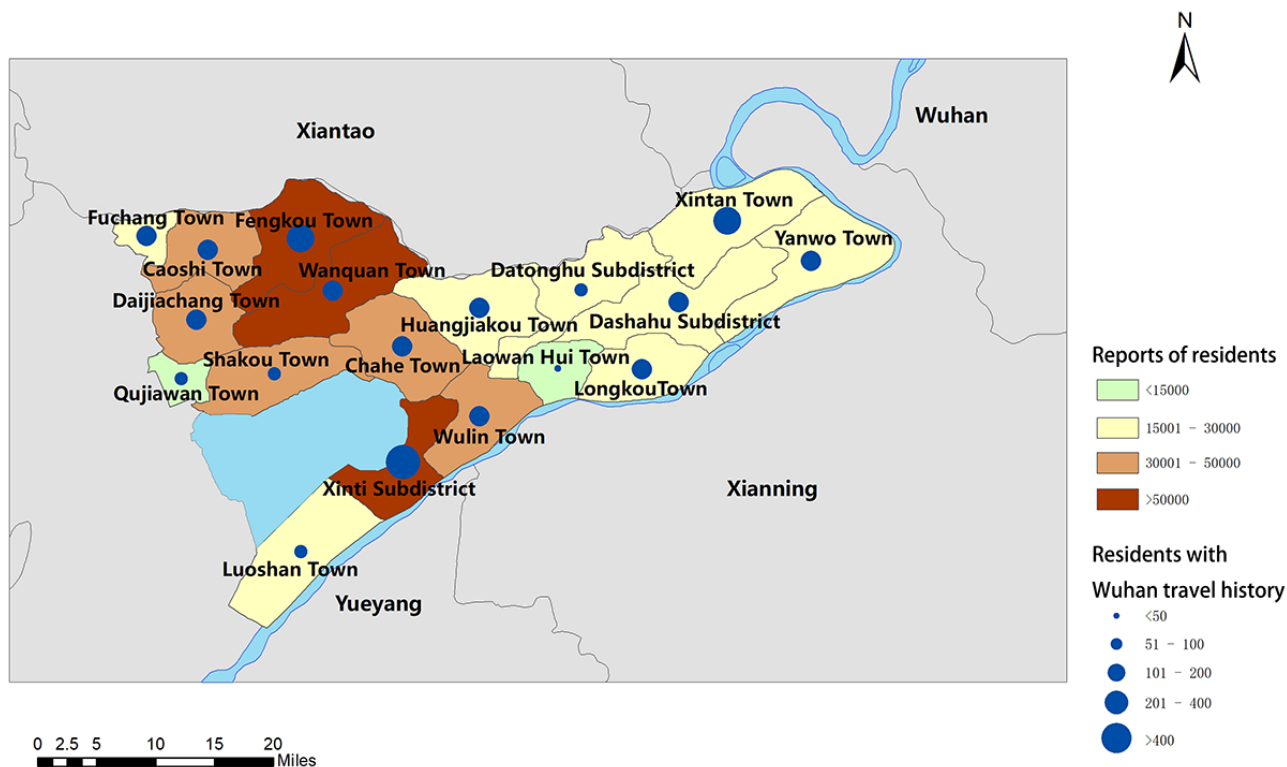 N
Wuhan
Xiantao
Xintan Town
Fuchang Town
Fengkou Town
Yanwo Town
Caoshi Town
Wanquan Town
Datonghu Subdistrict
Daijiachang Town
Huangjiakou Town
Dashahu Subdistrict
Shakou Town
Chahe Town
Laowan Hui Town
Qujiawan Town
LongkouTown
Wulin Town
Xinti Subdistrict
Xianning
Luoshan Town
Yueyang
Reports of residents
<15000
15001 - 30000
30001 - 50000
>50000
Residents with
Wuhan travel history
<50
51 - 100
101 - 200
201 - 400
>400
0 2.5 5 10 15 20
Miles